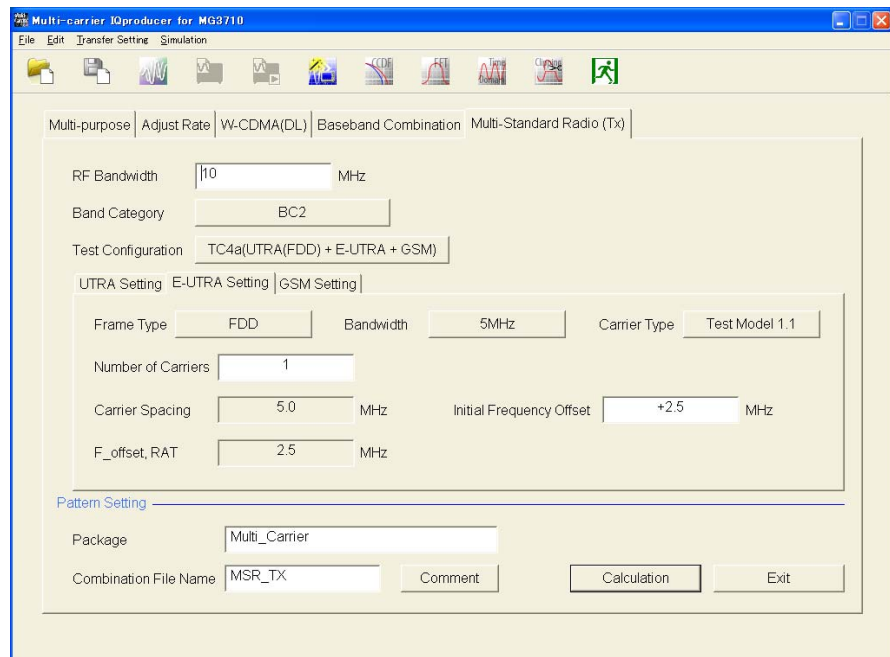 Multi-carrier IQproducer for MG3710
File Edit Transfer Setting Simulation
CCDF FFT Time Domain Clipping
Multi-purpose Adjust Rate W-CDMA(DL) Baseband Combination Multi-Standard Radio (Tx)
RF Bandwidth 10 MHz
Band Category BC2
Test Configuration TC4a(UTRA(FDD) + E-UTRA + GSM)
UTRA Setting E-UTRA Setting GSM Setting
Frame Type FDD Bandwidth 5MHz Carrier Type Test Model 1.1
Number of Carriers 1
Carrier Spacing 5.0 MHz Initial Frequency Offset +2.5 MHz
F_offset, RAT 2.5 MHz
Pattern Setting
Package Multi_Carrier
Combination File Name MSR_TX Comment Calculation Exit